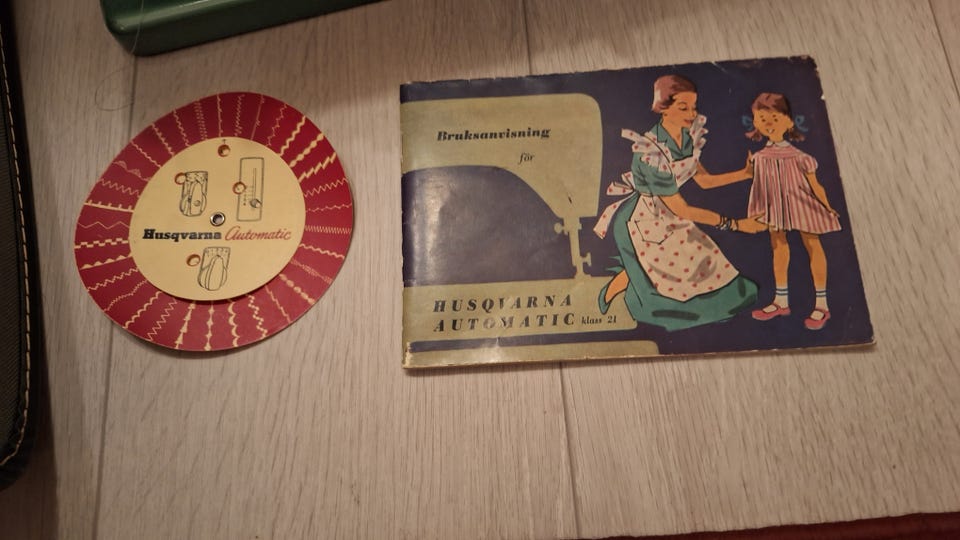 Husqvarna Automatic
Bruksanvisning
för
HUSQVARNA
AUTOMATIC klass 21